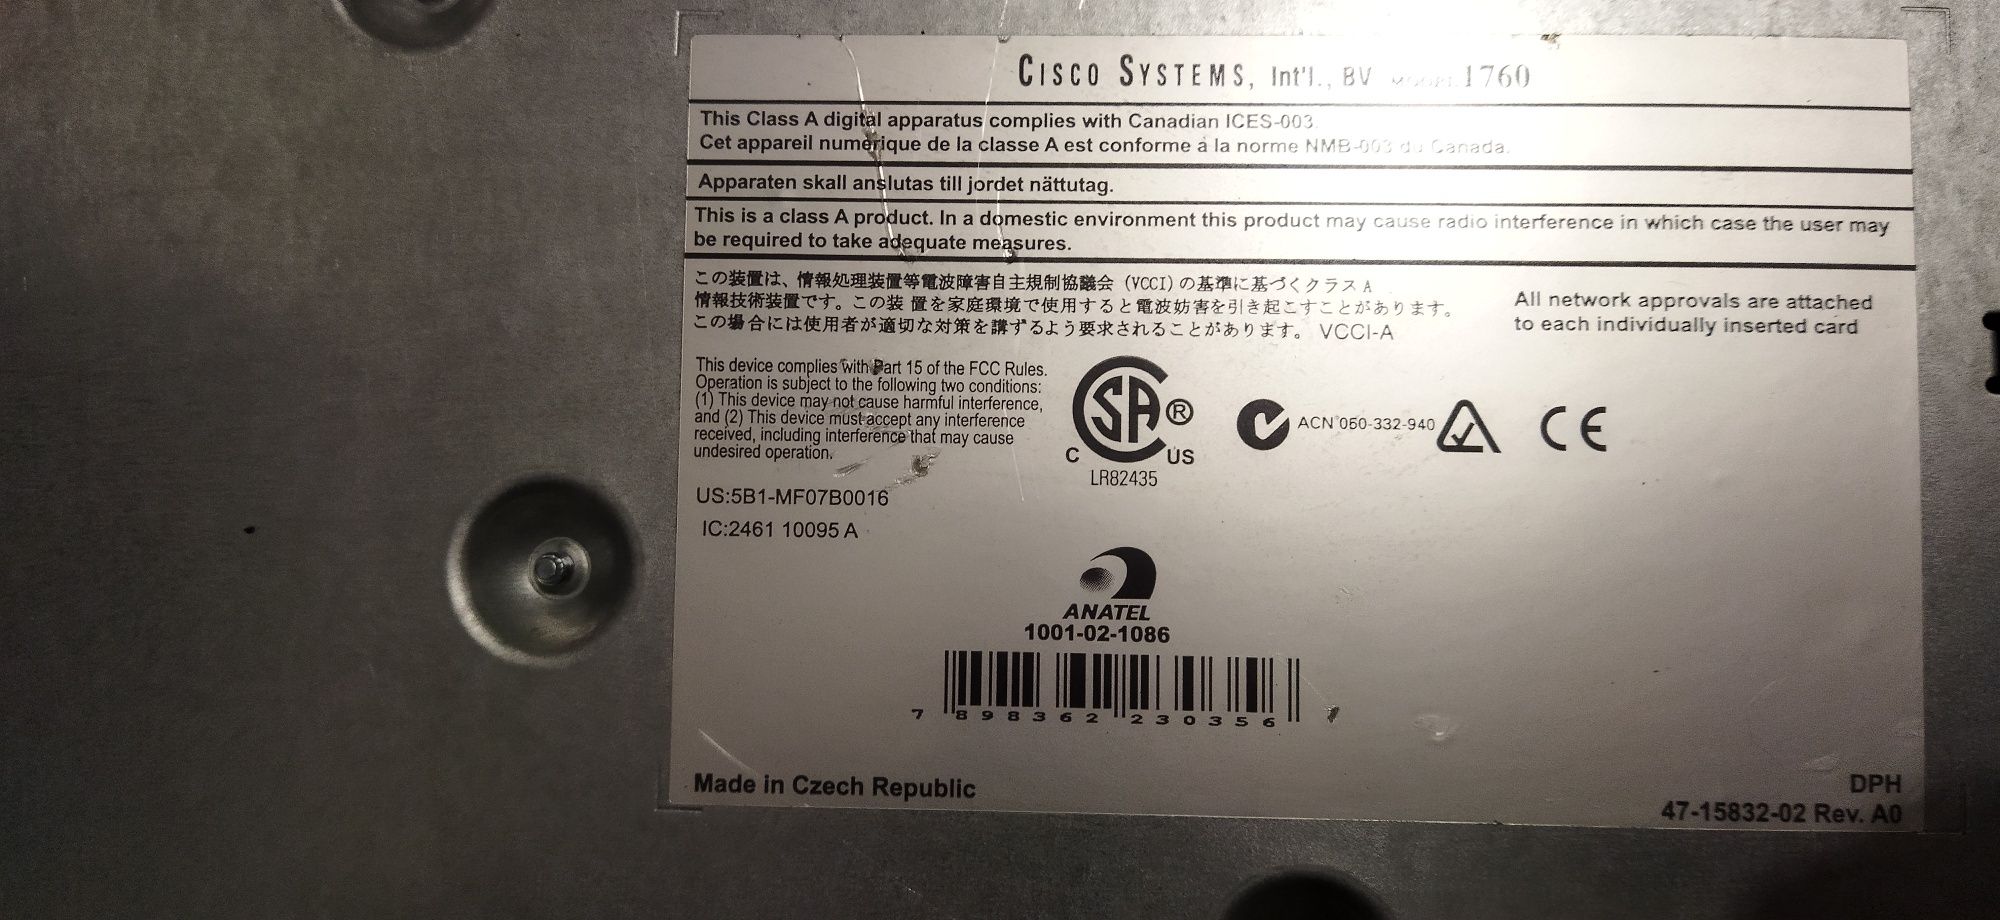 CISCO SYSTEMS, Int'l., BV MODEL 1760
This Class A digital apparatus complies with Canadian ICES-003.
Cet appareil numérique de la classe A est conforme à la norme NMB-003 du Canada.
Apparaten skall anslutas till jordet nättutag.
This is a class A product. In a domestic environment this product may cause radio interference in which case the user may
be required to take adequate measures.
この装置は、情報処理装置等電波障害自主規制協議会 (VCCI) の基準に基づくクラス A
情報技術装置です。この装 置を家庭環境で使用すると電波妨害を引き起こすことがあります。
この場合には使用者が適切な対策を講ずるよう要求されることがあります。 VCCI-A
All network approvals are attached
to each individually inserted card
This device complies with Part 15 of the FCC Rules.
Operation is subject to the following two conditions:
(1) This device may not cause harmful interference,
and (2) This device must accept any interference
received, including interference that may cause
undesired operation.
CSA ®
C US
LR82435
ACN 050-332-940
CE
US:5B1-MF07B0016
IC:2461 10095 A
ANATEL
1001-02-1086
7 898362 230356
Made in Czech Republic
DPH
47-15832-02 Rev. A0